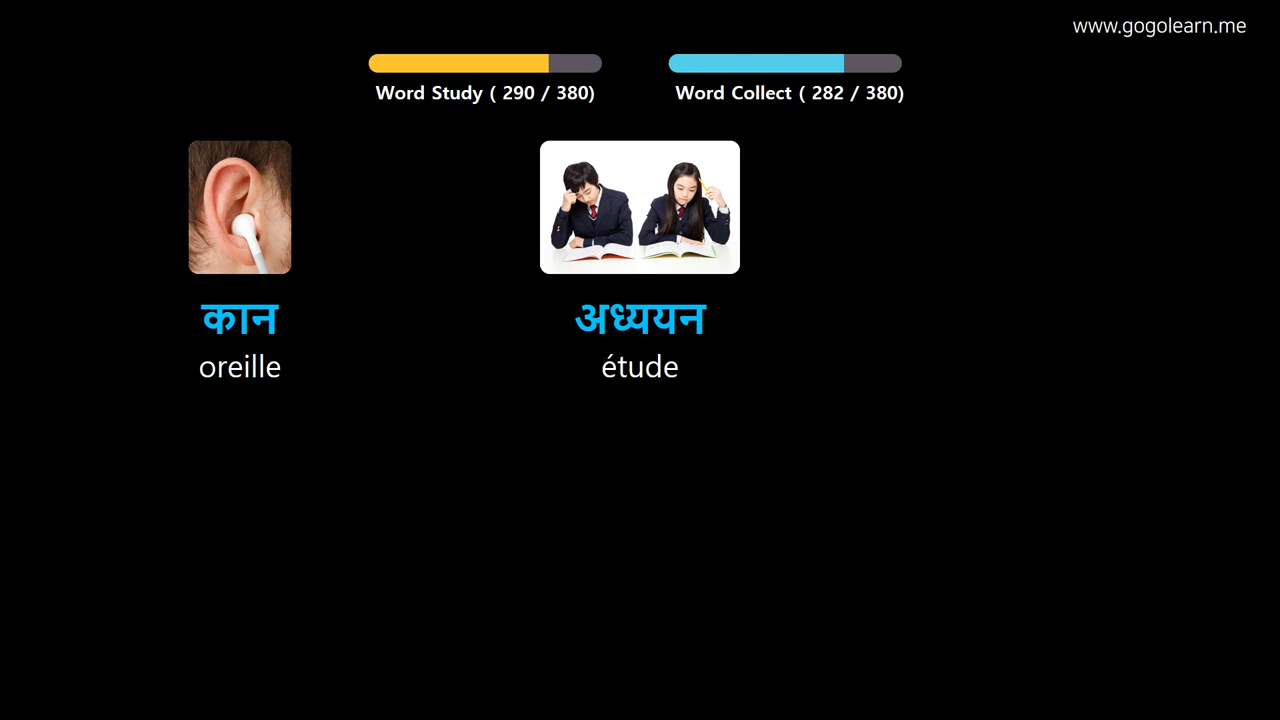 www.gogolearn.me
Word Study ( 290 / 380)
Word Collect ( 282 / 380)
कान
अध्ययन
oreille
étude